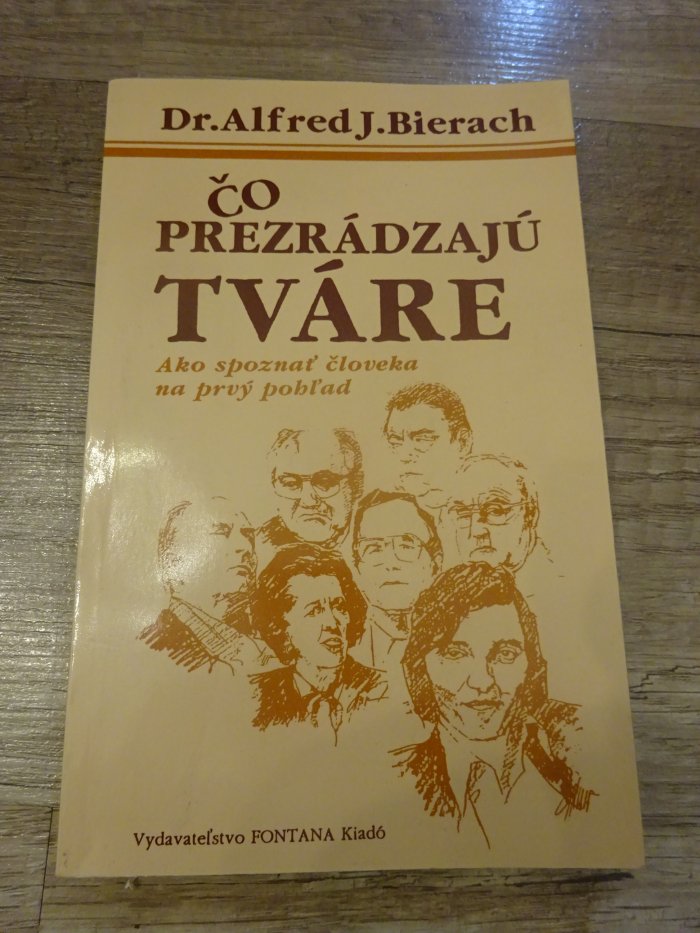 Dr. Alfred J. Bierach
ČO
PREZRÁDZAJÚ
TVÁRE
Ako spoznať človeka
na prvý pohľad
Vydavateľstvo FONTANA Kiadó